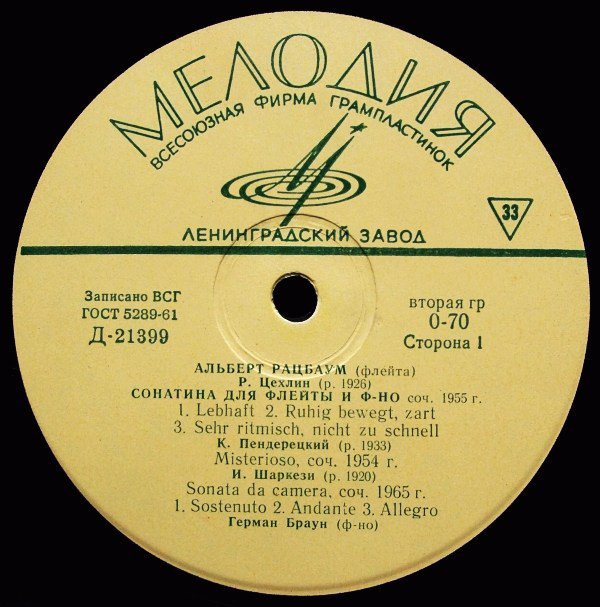 МЕЛОДИЯ
ВСЕСОЮЗНАЯ ФИРМА ГРАМПЛАСТИНОК
33
ЛЕНИНГРАДСКИЙ ЗАВОД
Записано ВСГ
ГОСТ 5289-61
Д-21399
вторая гр
0-70
Сторона 1
АЛЬБЕРТ РАЦБАУМ (флейта)
Р. Цехлин (р. 1926)
СОНАТИНА ДЛЯ ФЛЕЙТЫ И Ф-НО соч. 1955 г.
1. Lebhaft 2. Ruhig bewegt, zart
3. Sehr ritmisch, nicht zu schnell
К. Пендерецкий (р. 1933)
Misterioso, соч. 1954 г.
И. Шаркези (р. 1920)
Sonata da camera, соч. 1965 г.
1. Sostenuto 2. Andante 3. Allegro
Герман Браун (ф-но)